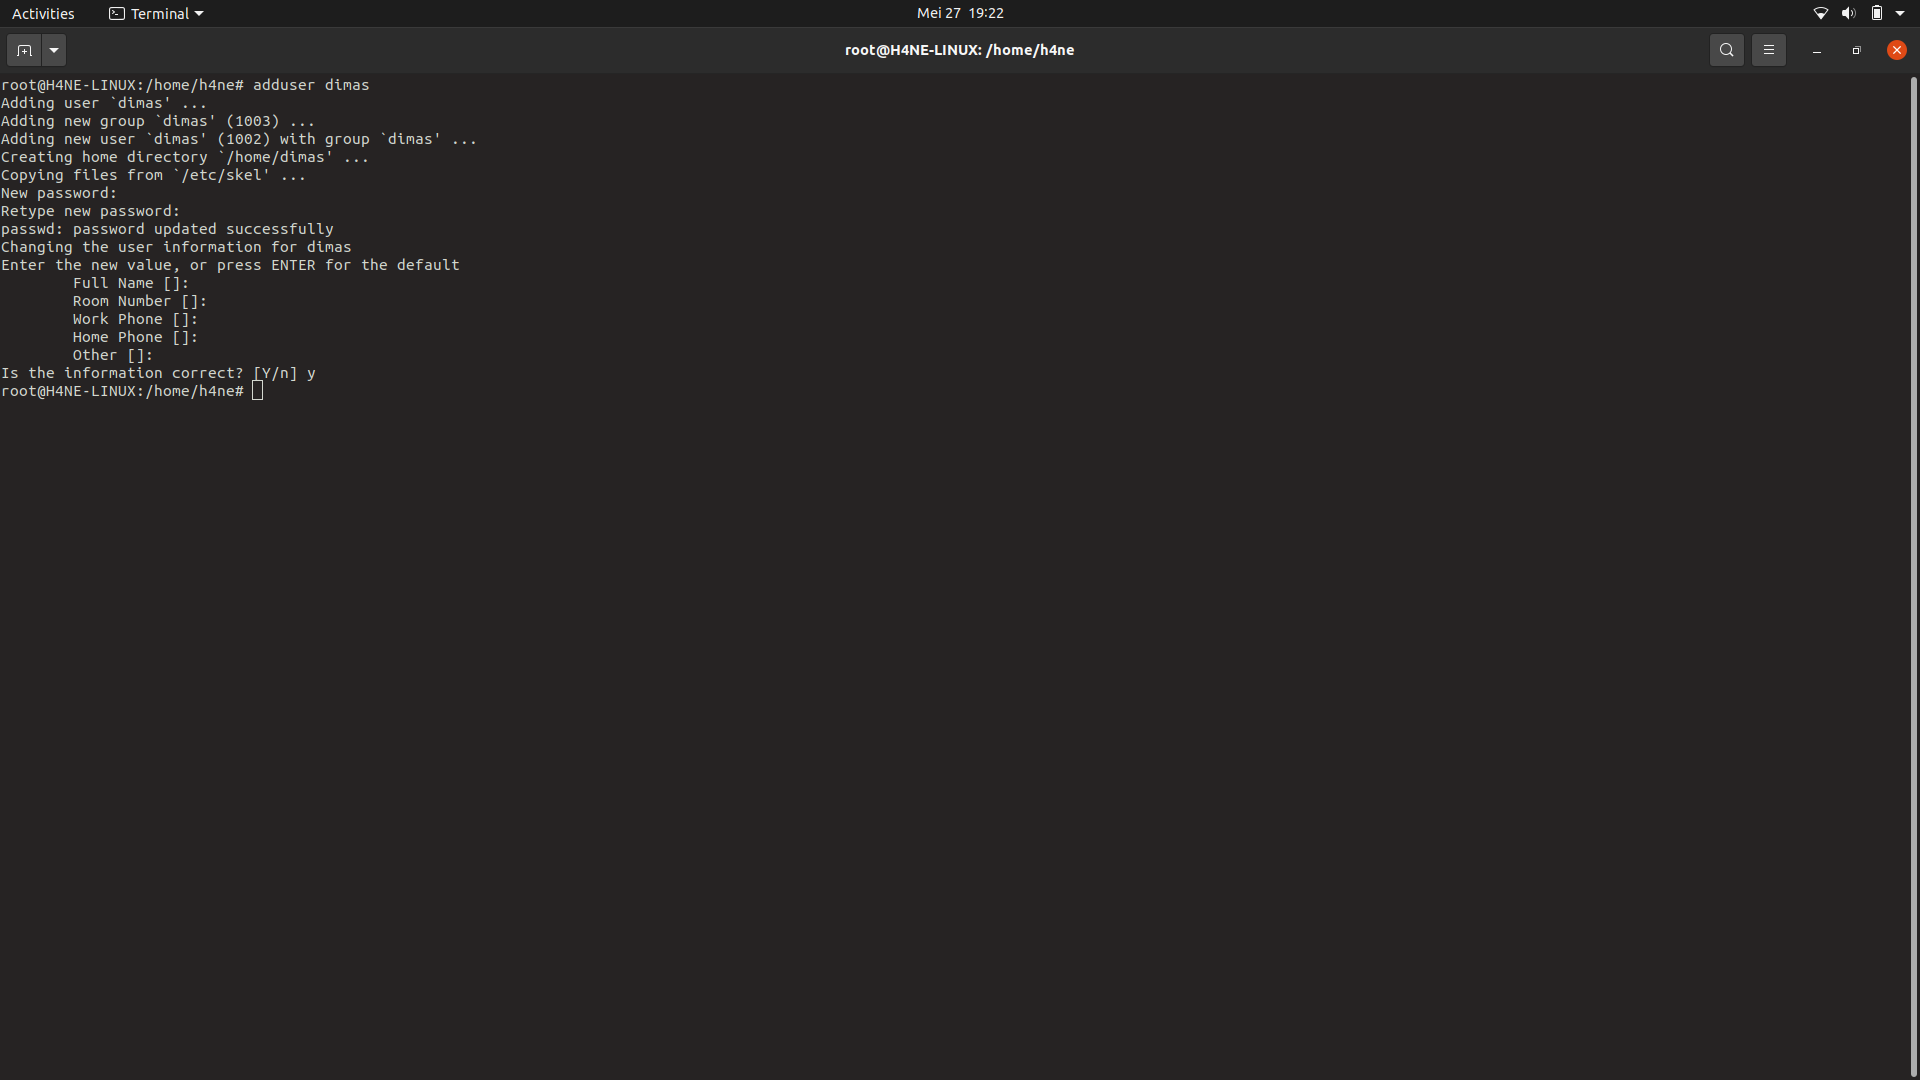 Activities Terminal Mei 27 19:22
root@H4NE-LINUX: /home/h4ne
root@H4NE-LINUX:/home/h4ne# adduser dimas
Adding user `dimas' ...
Adding new group `dimas' (1003) ...
Adding new user `dimas' (1002) with group `dimas' ...
Creating home directory `/home/dimas' ...
Copying files from `/etc/skel' ...
New password:
Retype new password:
passwd: password updated successfully
Changing the user information for dimas
Enter the new value, or press ENTER for the default
        Full Name []:
        Room Number []:
        Work Phone []:
        Home Phone []:
        Other []:
Is the information correct? [Y/n] y
root@H4NE-LINUX:/home/h4ne#